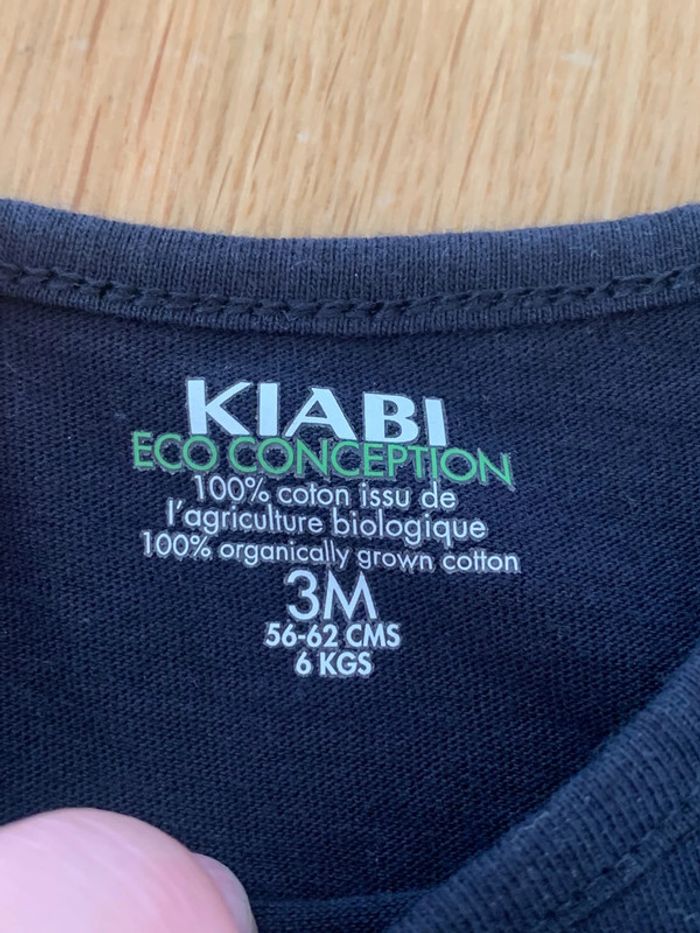 KIABI
ECO CONCEPTION
100% coton issu de
l'agriculture biologique
100% organically grown cotton
3M
56-62 CMS
6 KGS